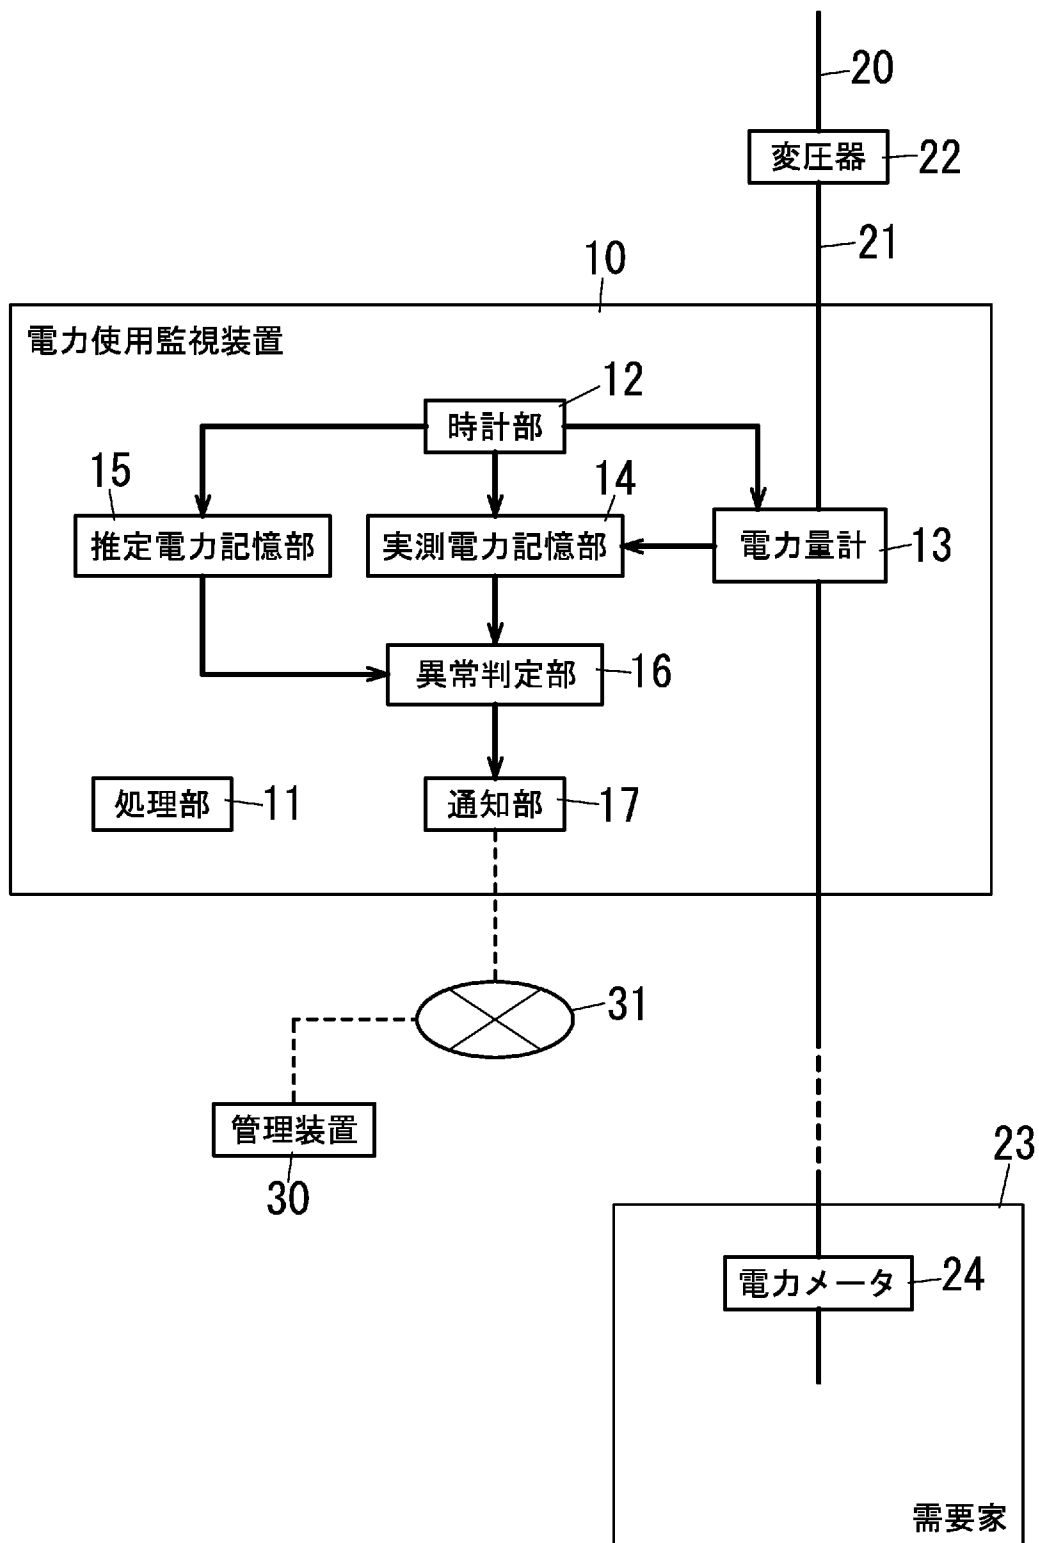 20
変圧器
22
21
10
電力使用監視装置
12
時計部
15
14
推定電力記憶部
実測電力記憶部
電力量計
13
異常判定部
16
処理部
11
通知部
17
31
管理装置
30
23
電力メータ
24
需要家